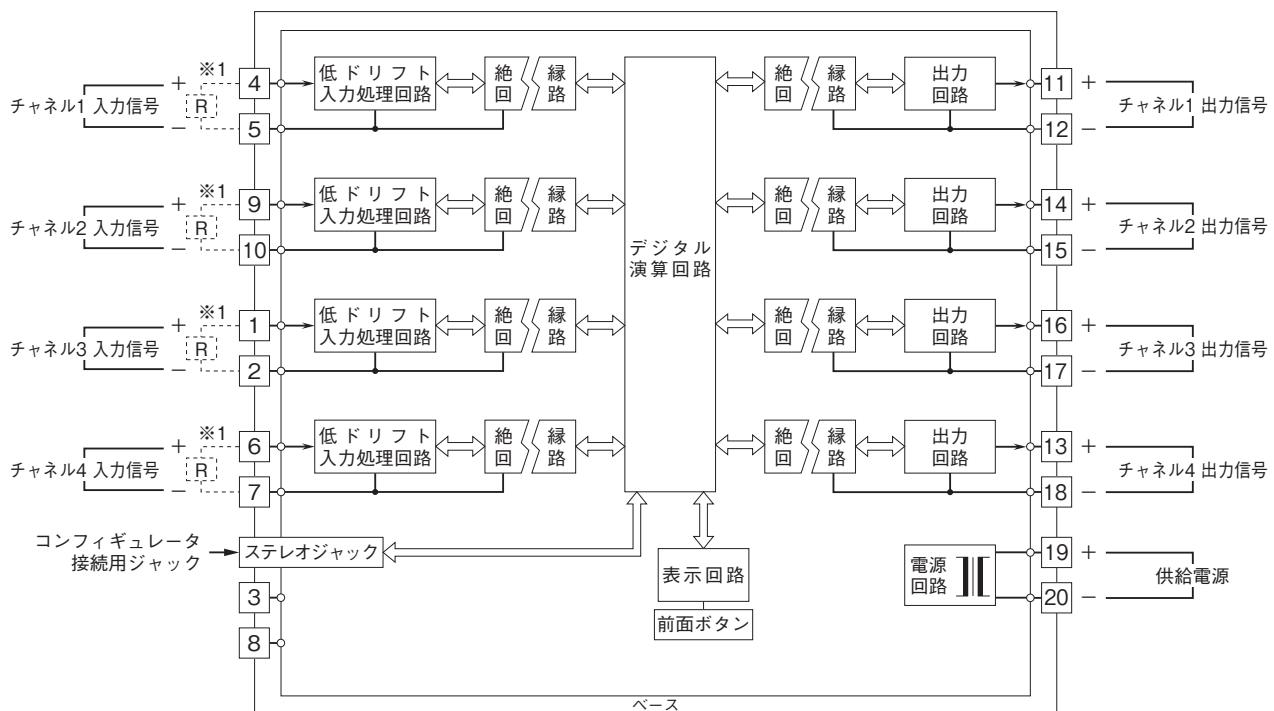 チャネル1 入力信号
+
−
※1
R
4
5
低ドリフト
入力処理回路
絶縁
回路
絶縁
回路
出力
回路
11
12
+
−
チャネル1 出力信号
チャネル2 入力信号
+
−
※1
R
9
10
低ドリフト
入力処理回路
絶縁
回路
デジタル
演算回路
絶縁
回路
出力
回路
14
15
+
−
チャネル2 出力信号
チャネル3 入力信号
+
−
※1
R
1
2
低ドリフト
入力処理回路
絶縁
回路
絶縁
回路
出力
回路
16
17
+
−
チャネル3 出力信号
チャネル4 入力信号
+
−
※1
R
6
7
低ドリフト
入力処理回路
絶縁
回路
絶縁
回路
出力
回路
13
18
+
−
チャネル4 出力信号
コンフィギュレータ
接続用ジャック
ステレオジャック
3
8
表示回路
前面ボタン
電源
回路
19
20
+
−
供給電源
ベース